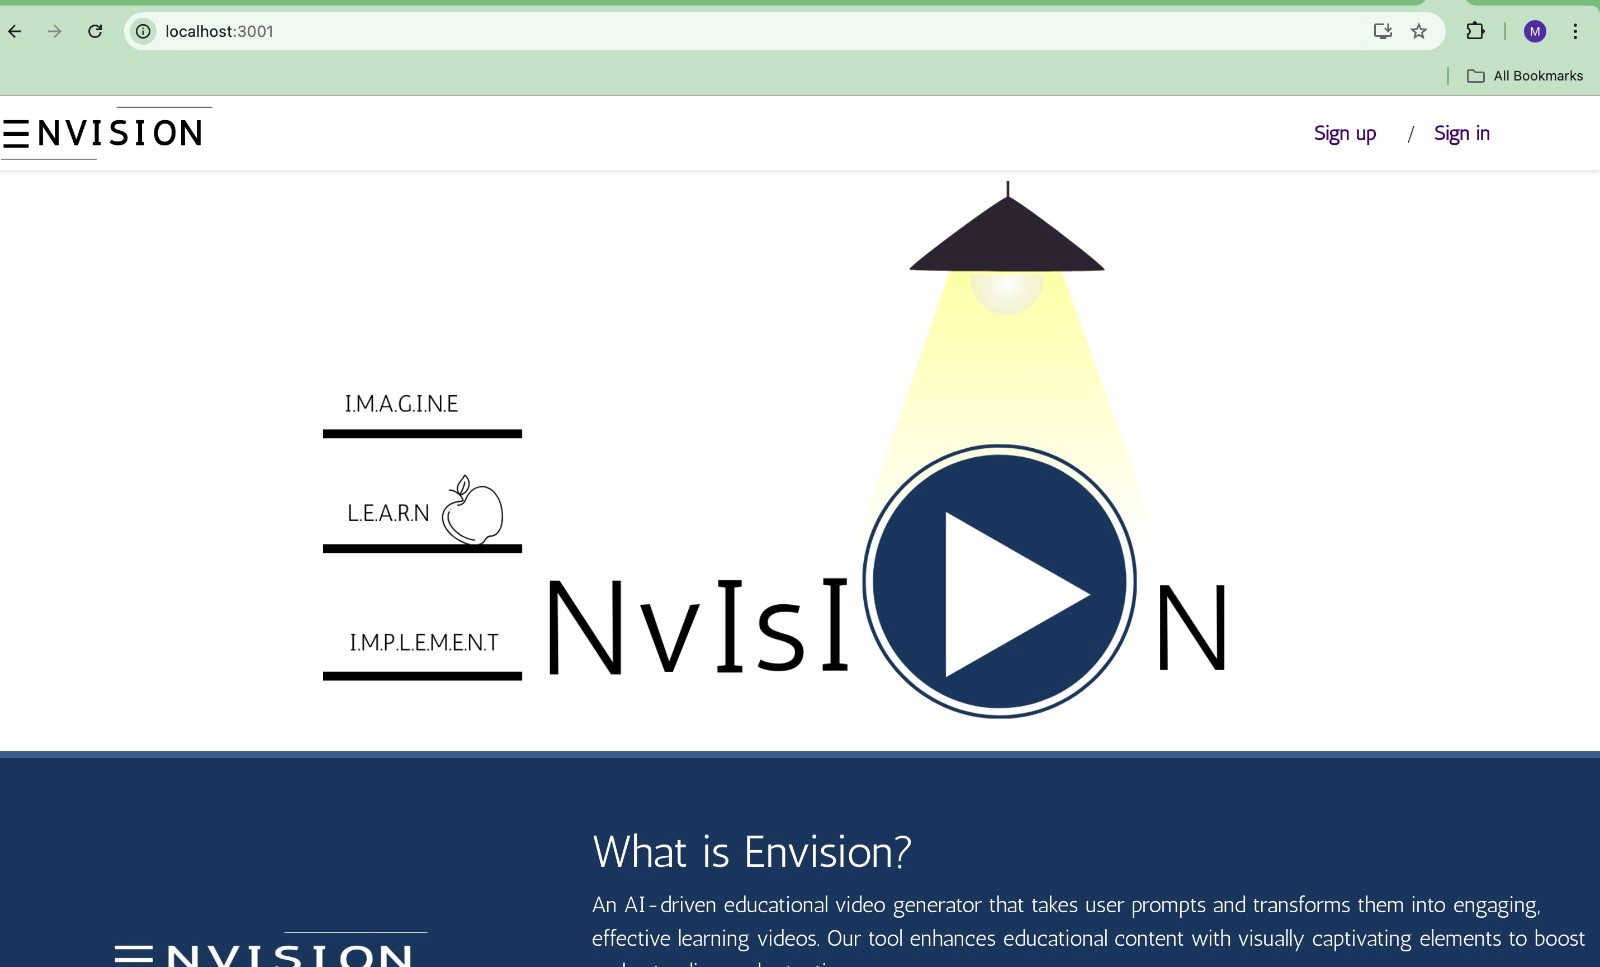 localhost:3001
M
All Bookmarks
ENVISION
Sign up / Sign in
I.M.A.G.I.N.E
L.E.A.R.N
I.M.P.L.E.M.E.N.T
NvIsI N
What is Envision?
An AI-driven educational video generator that takes user prompts and transforms them into engaging,
effective learning videos. Our tool enhances educational content with visually captivating elements to boost
ENVISION